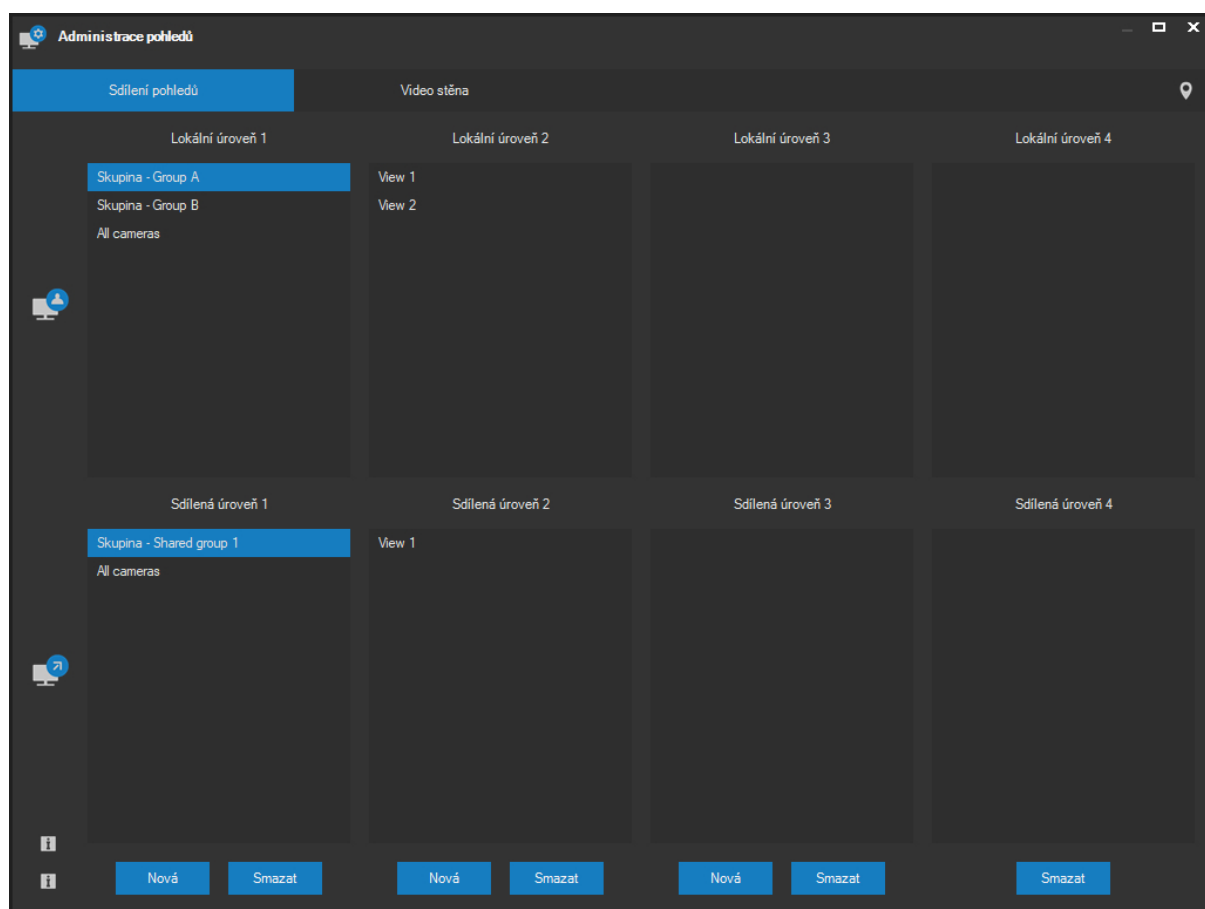 Administrace pohledů
Sdílení pohledů
Video stěna
Lokální úroveň 1
Lokální úroveň 2
Lokální úroveň 3
Lokální úroveň 4
Skupina - Group A
View 1
Skupina - Group B
View 2
All cameras
Sdílená úroveň 1
Sdílená úroveň 2
Sdílená úroveň 3
Sdílená úroveň 4
Skupina - Shared group 1
View 1
All cameras
Nová
Smazat
Nová
Smazat
Nová
Smazat
Smazat